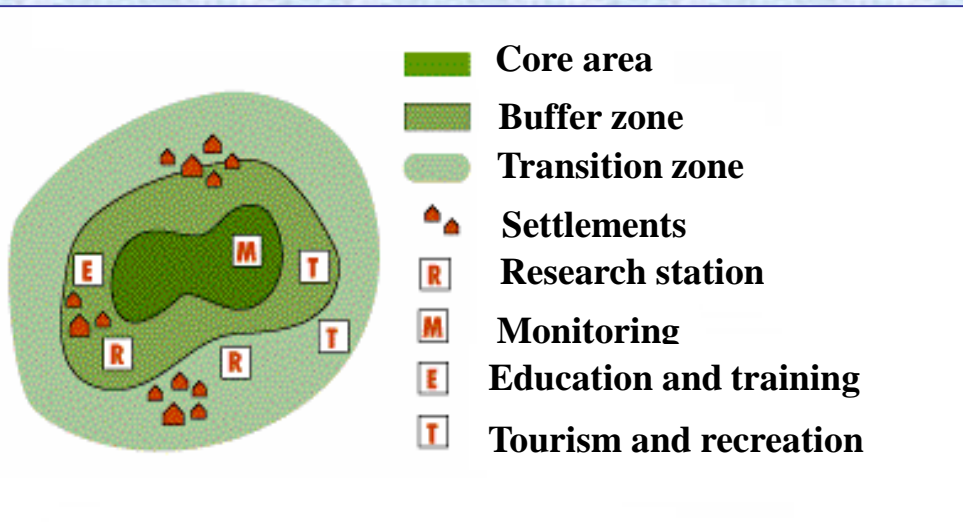 Core area
Buffer zone
Transition zone
Settlements
R Research station
M Monitoring
E Education and training
T Tourism and recreation
E
M
T
R
R
T